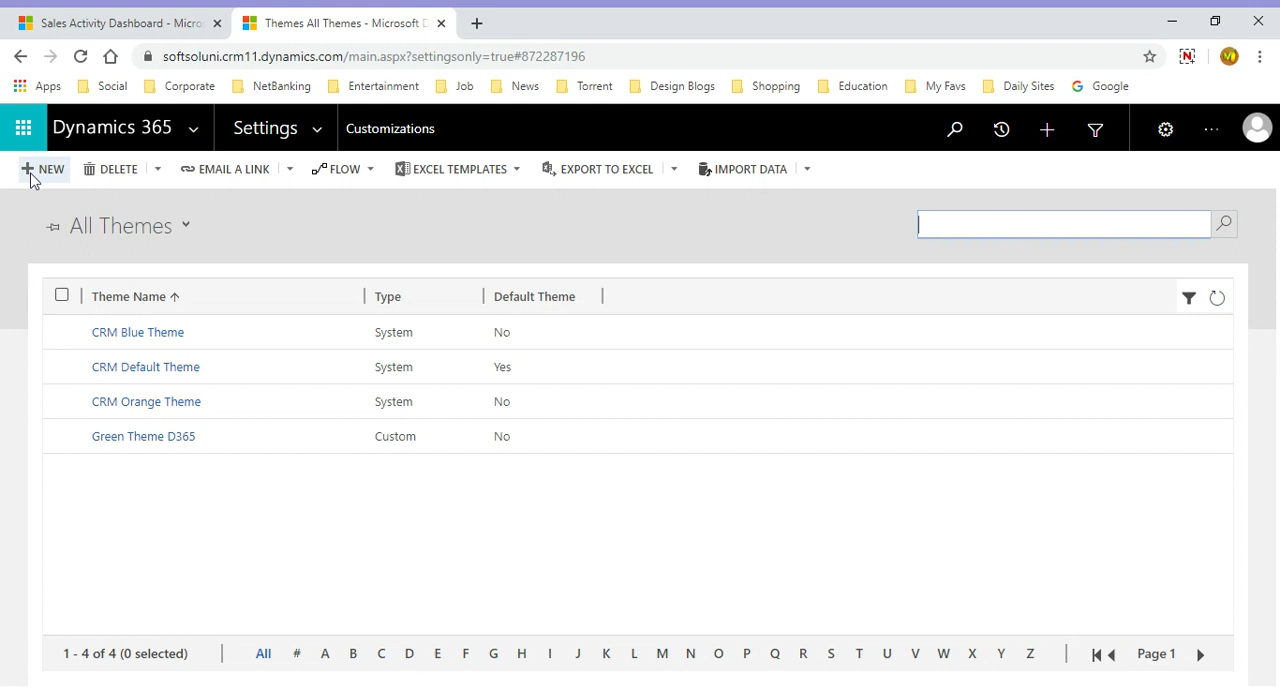 Sales Activity Dashboard - Micro
Themes All Themes - Microsoft D
softsoluni.crm11.dynamics.com/main.aspx?settingsonly=true#872287196
Apps Social Corporate NetBanking Entertainment Job News Torrent Design Blogs Shopping Education My Favs Daily Sites Google
Dynamics 365 Settings Customizations
NEW DELETE EMAIL A LINK FLOW EXCEL TEMPLATES EXPORT TO EXCEL IMPORT DATA
All Themes
Theme Name Type Default Theme
CRM Blue Theme System No
CRM Default Theme System Yes
CRM Orange Theme System No
Green Theme D365 Custom No
1 - 4 of 4 (0 selected) All # A B C D E F G H I J K L M N O P Q R S T U V W X Y Z Page 1